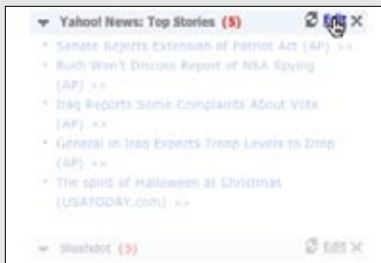 Yahoo! News: Top Stories (5) Edit
Senate Rejects Extension of Patriot Act (AP) >>
Bush Won't Discuss Report of NSA Spying
(AP) >>
Iraq Reports Some Complaints About Vote
(AP) >>
General in Iraq Expects Troop Levels to Drop
(AP) >>
The spirit of Halloween at Christmas
(USATODAY.com) >>
Slashdot (5) Edit